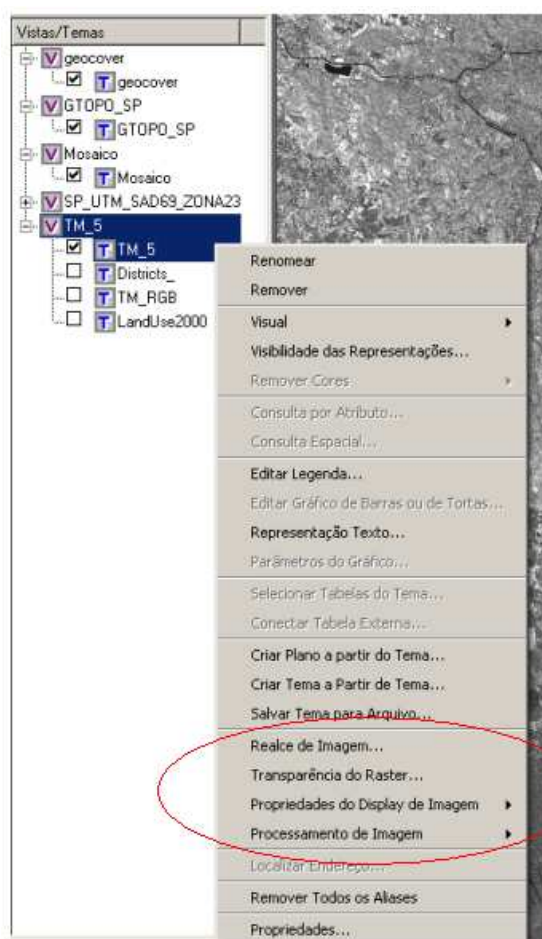 Vistas/Temas
geocover
geocover
GTOPO_SP
GTOPO_SP
Mosaico
Mosaico
SP_UTM_SAD69_ZONA23
TM_5
TM_5
Districts_
TM_RGB
LandUse2000
Renomear
Remover
Visual
Visibilidade das Representações...
Remover Cores
Consulta por Atributo...
Consulta Espacial...
Editar Legenda...
Editar Gráfico de Barras ou de Tortas...
Representação Texto...
Parâmetros do Gráfico...
Selecionar Tabelas do Tema...
Conectar Tabela Externa...
Criar Plano a partir do Tema...
Criar Tema a Partir de Tema...
Salvar Tema para Arquivo...
Realce de Imagem...
Transparência do Raster...
Propriedades do Display de Imagem
Processamento de Imagem
Localizar Endereço...
Remover Todos os Aliases
Propriedades...